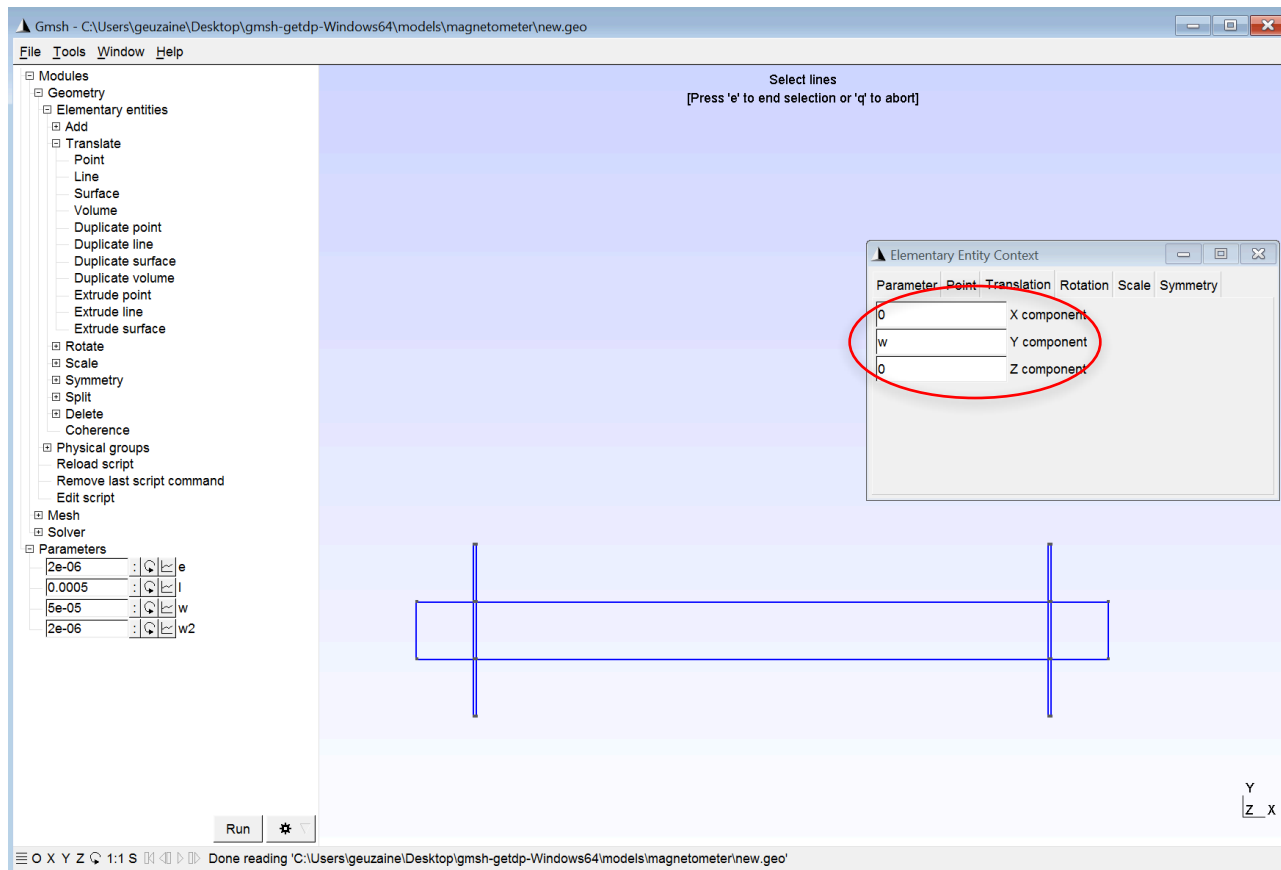 Gmsh - C:\Users\geuzaine\Desktop\gmsh-getdp-Windows64\models\magnetometer\new.geo
File Tools Window Help
Modules
Geometry
Elementary entities
Add
Translate
Point
Line
Surface
Volume
Duplicate point
Duplicate line
Duplicate surface
Duplicate volume
Extrude point
Extrude line
Extrude surface
Rotate
Scale
Symmetry
Split
Delete
Coherence
Physical groups
Reload script
Remove last script command
Edit script
Mesh
Solver
Parameters
2e-06 : e
0.0005 : l
5e-05 : w
2e-06 : w2
Run
Select lines
[Press 'e' to end selection or 'q' to abort]
Elementary Entity Context
Parameter Point Translation Rotation Scale Symmetry
0 X component
w Y component
0 Z component
Y
Z X
O X Y Z 1:1 S Done reading 'C:\Users\geuzaine\Desktop\gmsh-getdp-Windows64\models\magnetometer\new.geo'